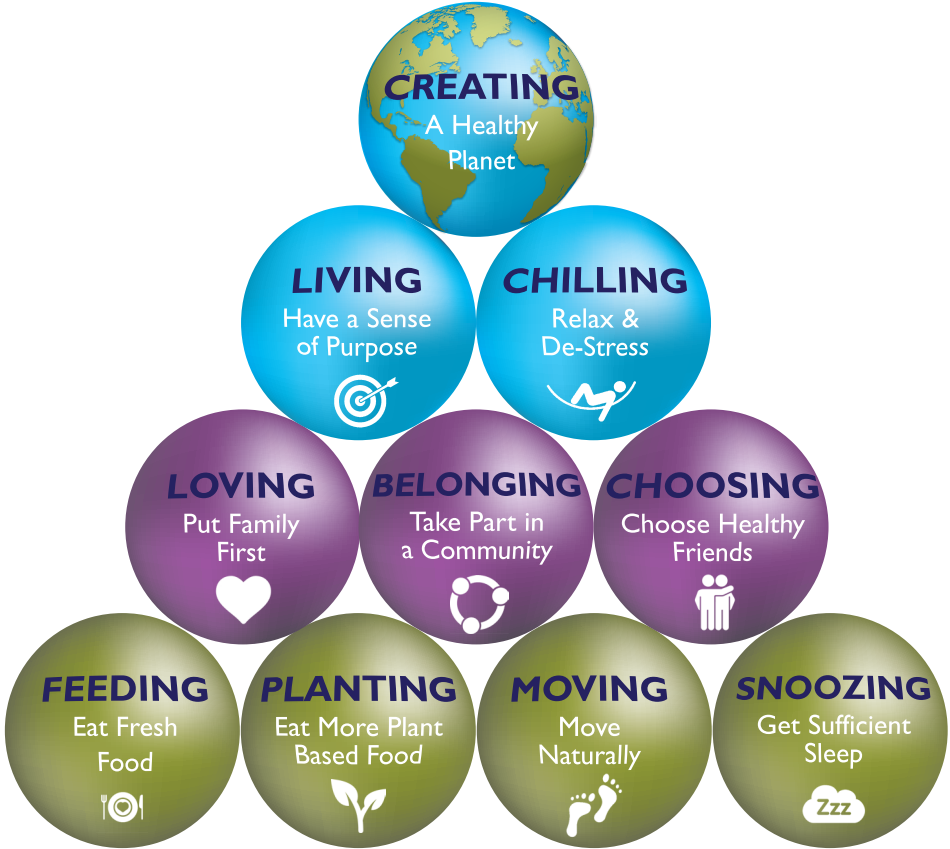 CREATING
A Healthy
Planet
LIVING
Have a Sense
of Purpose
CHILLING
Relax &
De-Stress
LOVING
Put Family
First
BELONGING
Take Part in
a Community
CHOOSING
Choose Healthy
Friends
FEEDING
Eat Fresh
Food
PLANTING
Eat More Plant
Based Food
MOVING
Move
Naturally
SNOOZING
Get Sufficient
Sleep
Zzz